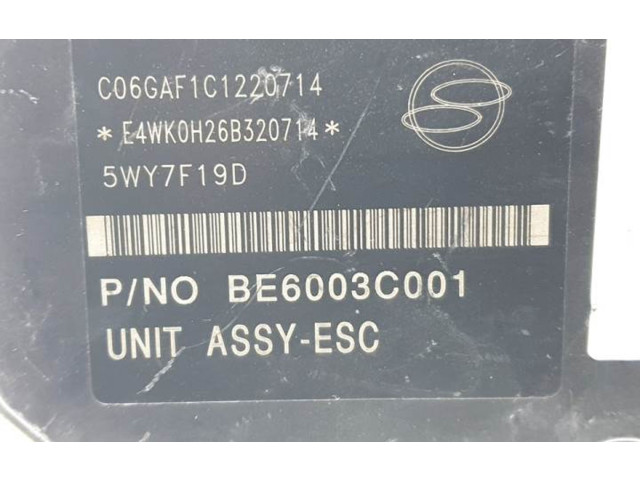 C06GAF1C1220714
*E4WK0H26B320714*
5WY7F19D
P/NO BE6003C001
UNIT ASSY-ESC